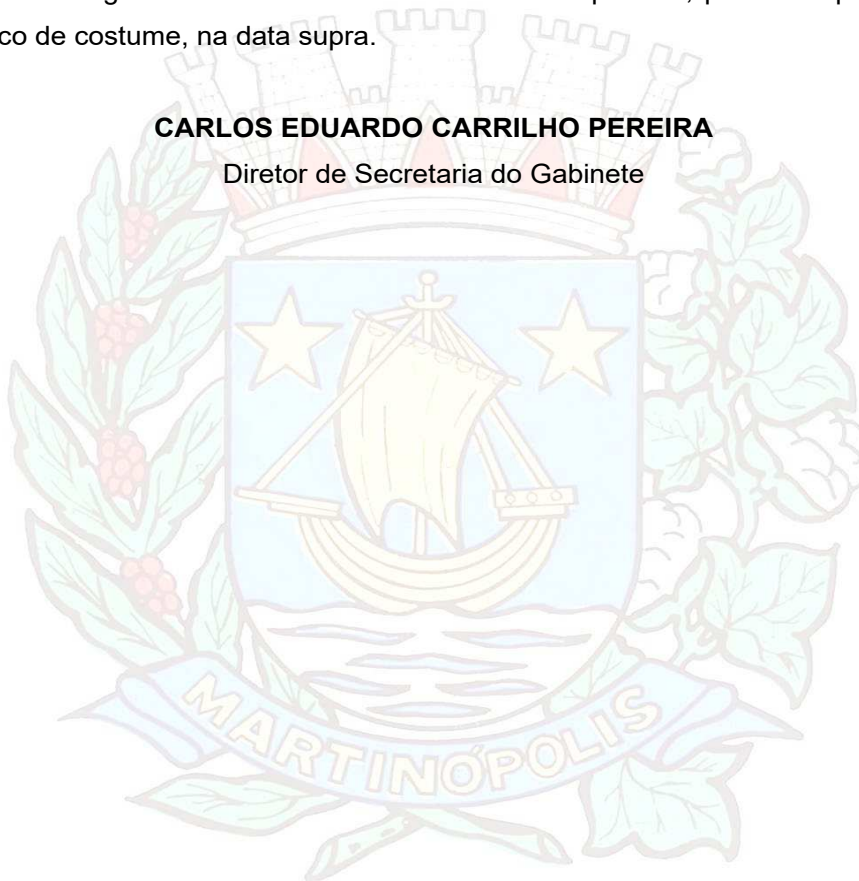 co de costume, na data supra.
CARLOS EDUARDO CARRILHO PEREIRA
Diretor de Secretaria do Gabinete
MARTINÓPOLIS